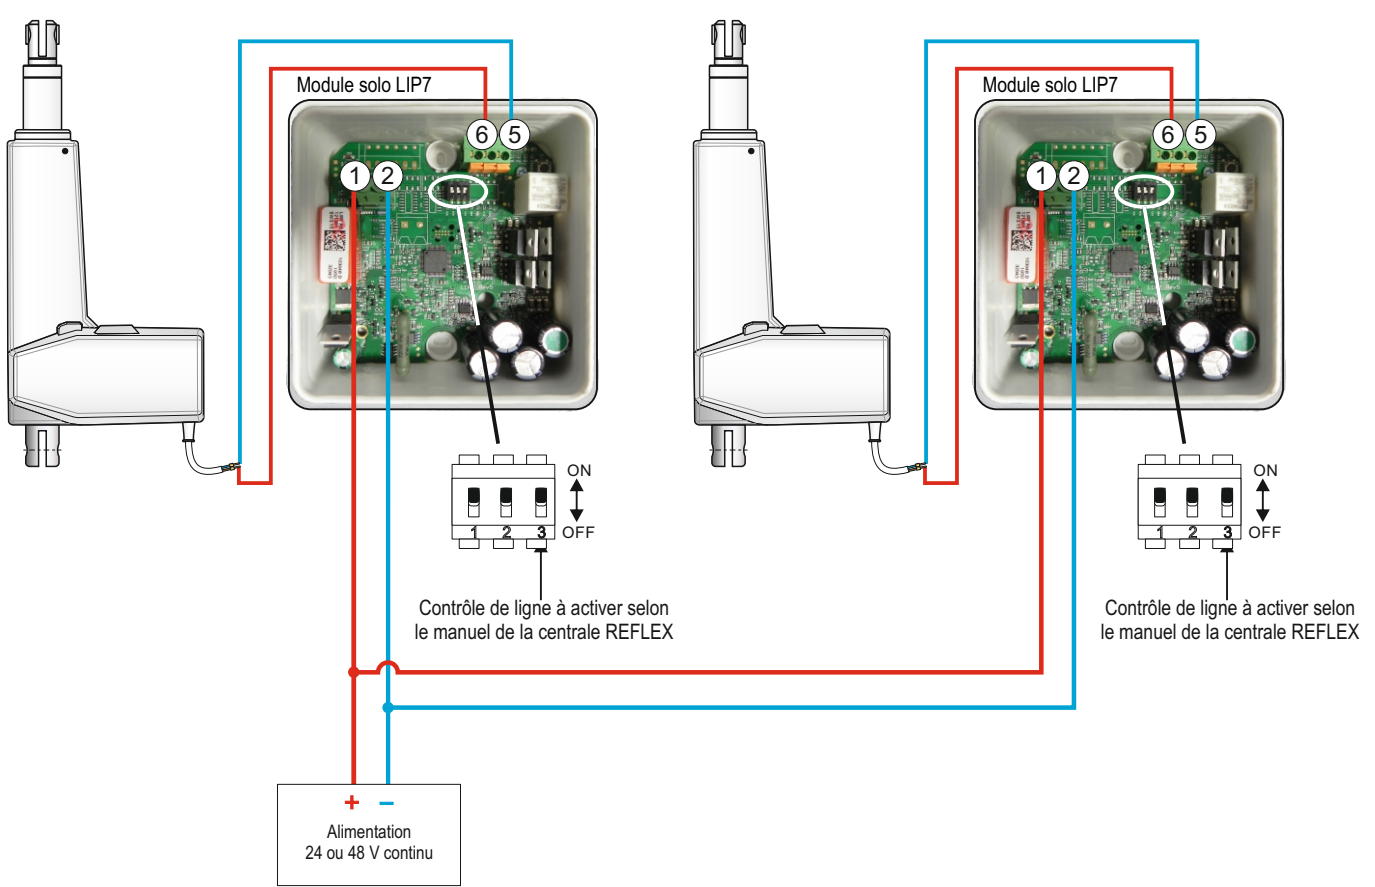 Module solo LIP7
6 5
1 2
ON
OFF
1 2 3
Contrôle de ligne à activer selon
le manuel de la centrale REFLEX
Module solo LIP7
6 5
1 2
ON
OFF
1 2 3
Contrôle de ligne à activer selon
le manuel de la centrale REFLEX
+ −
Alimentation
24 ou 48 V continu